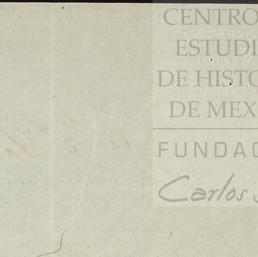 CENTRO
ESTUDI
DE HISTO
DE MEX
FUNDAC
Carlos S